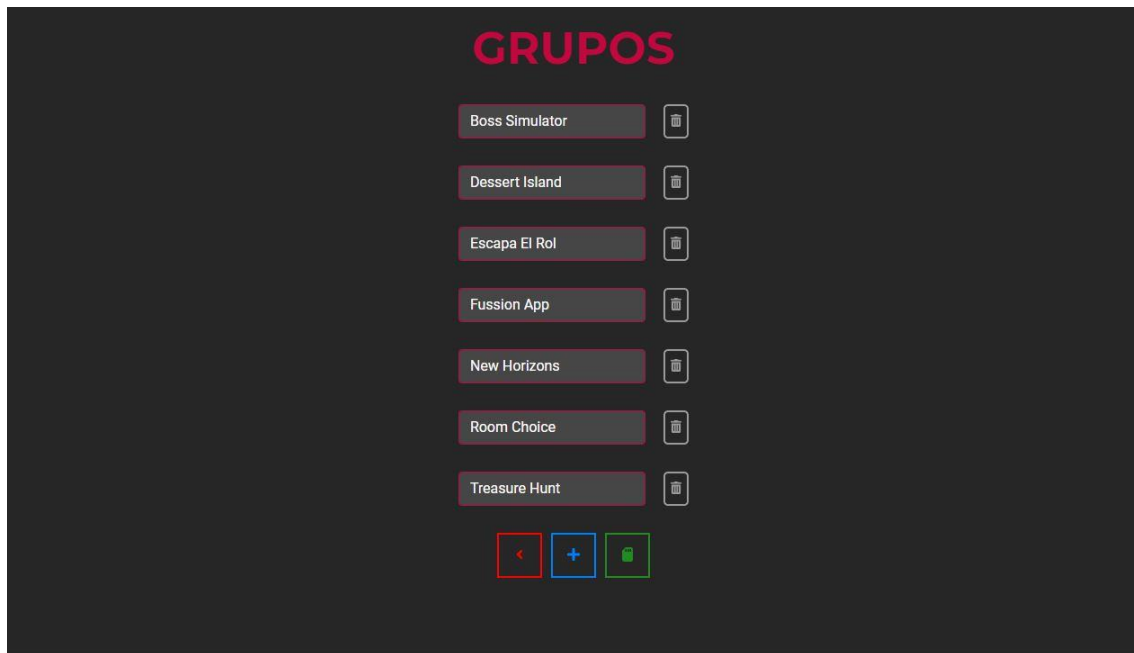 GRUPOS
Boss Simulator
Dessert Island
Escapa El Rol
Fussion App
New Horizons
Room Choice
Treasure Hunt